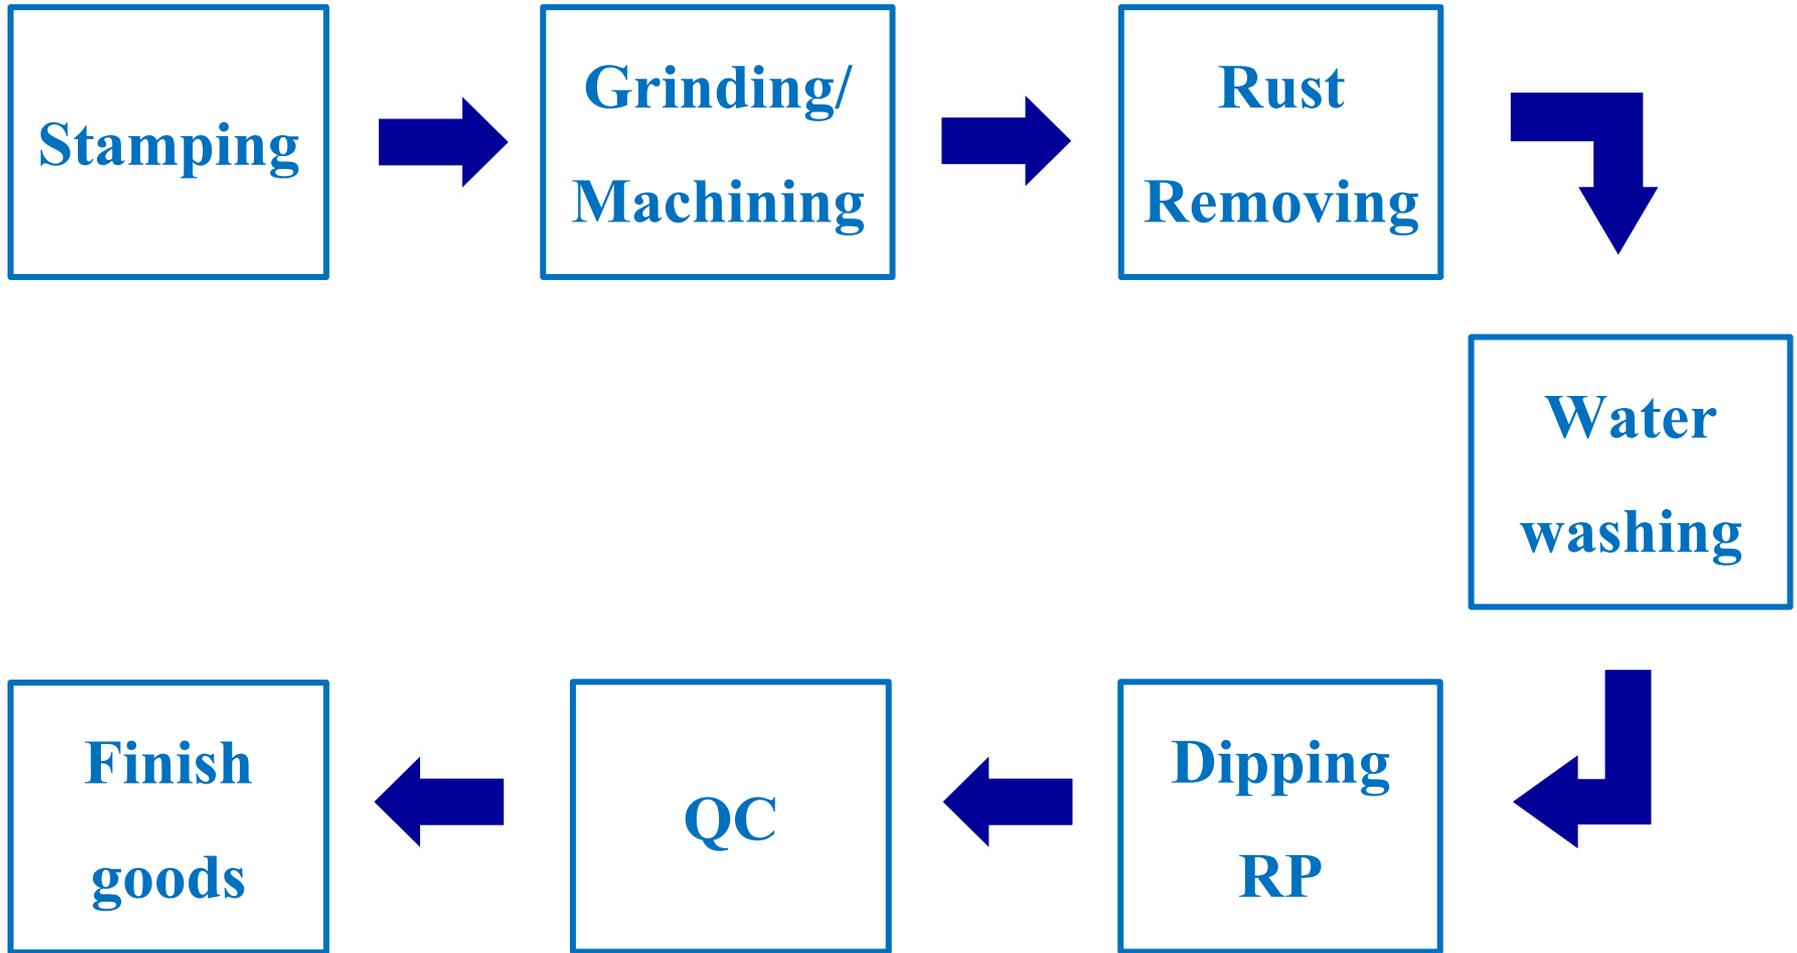 Stamping
Grinding/
Machining
Rust
Removing
Water
washing
Dipping
RP
QC
Finish
goods